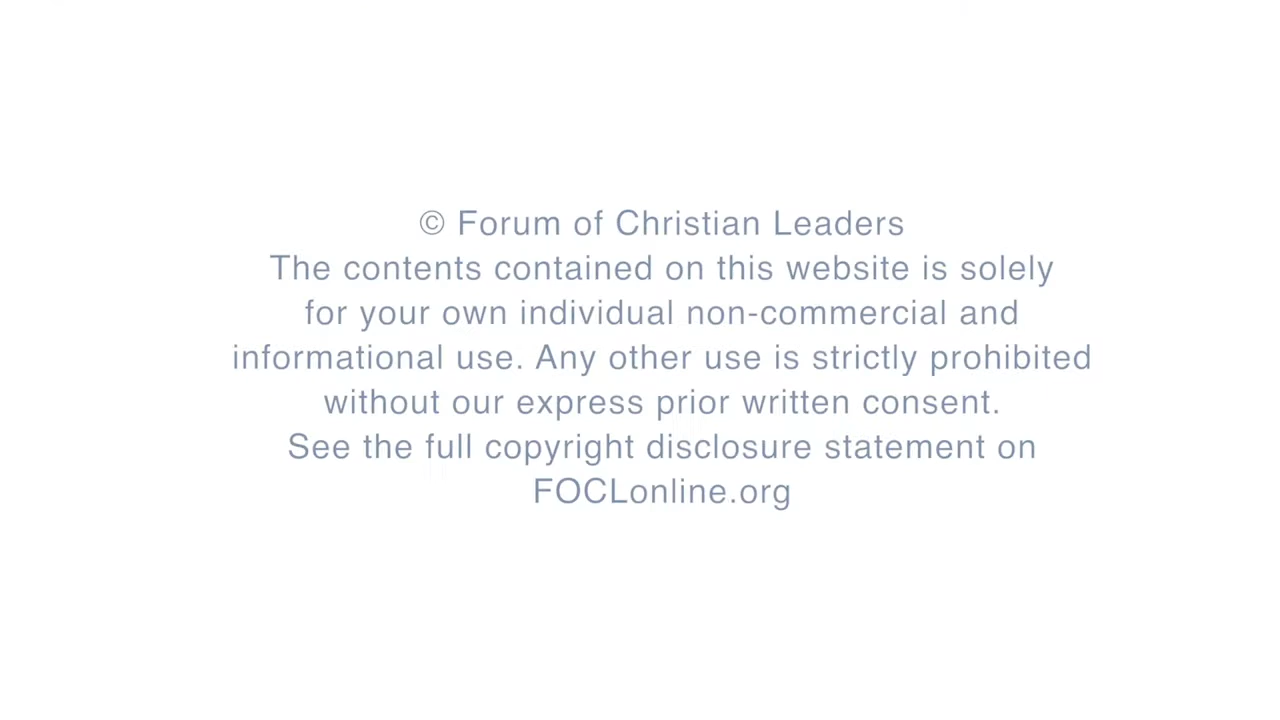 © Forum of Christian Leaders
The contents contained on this website is solely
for your own individual non-commercial and
informational use. Any other use is strictly prohibited
without our express prior written consent.
See the full copyright disclosure statement on
FOCLonline.org